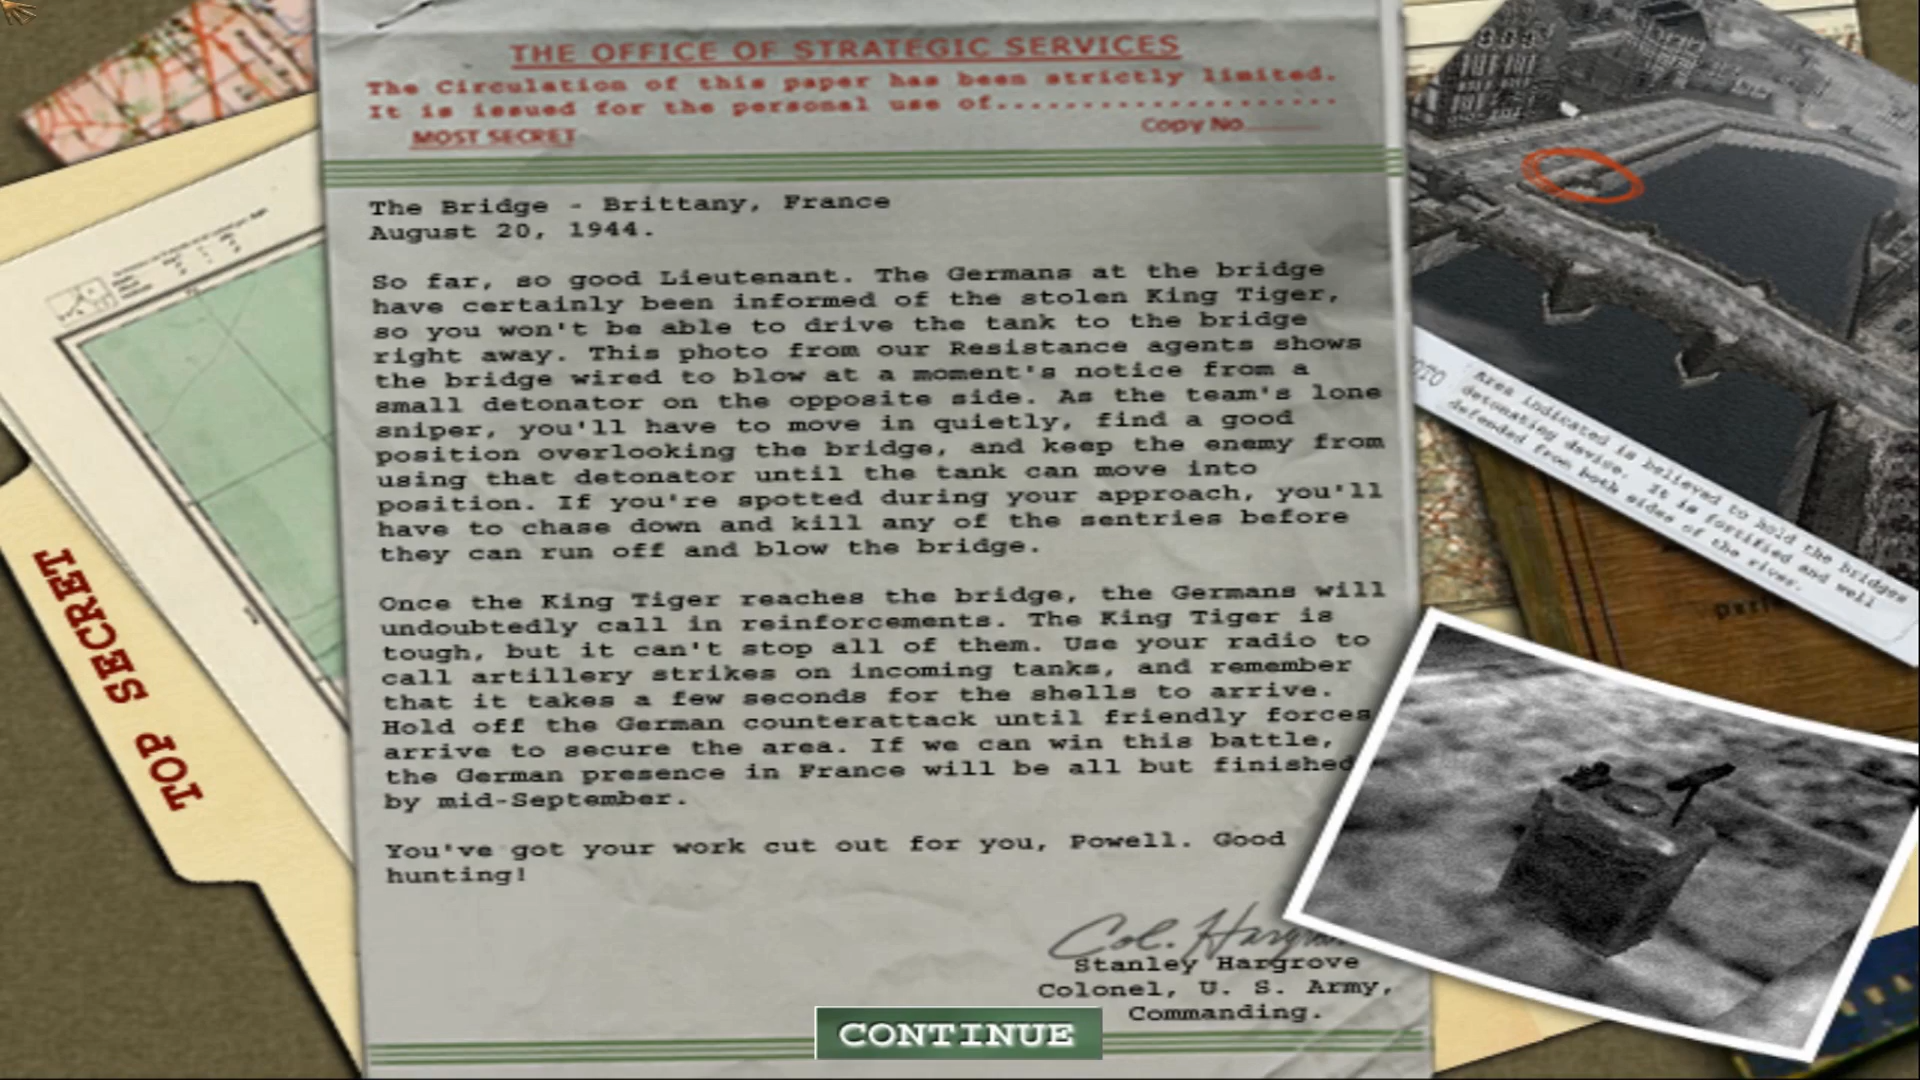 THE OFFICE OF STRATEGIC SERVICES
The Circulation of this paper has been strictly limited.
It is issued for the personal use of.....................
MOST SECRET
Copy No
The Bridge - Brittany, France
August 20, 1944.
So far, so good Lieutenant. The Germans at the bridge
have certainly been informed of the stolen King Tiger,
so you won't be able to drive the tank to the bridge
right away. This photo from our Resistance agents shows
the bridge wired to blow at a moment's notice from a
small detonator on the opposite side. As the team's lone
sniper, you'll have to move in quietly, find a good
position overlooking the bridge, and keep the enemy from
using that detonator until the tank can move into
position. If you're spotted during your approach, you'll
have to chase down and kill any of the sentries before
they can run off and blow the bridge.
Once the King Tiger reaches the bridge, the Germans will
undoubtedly call in reinforcements. The King Tiger is
tough, but it can't stop all of them. Use your radio to
call artillery strikes on incoming tanks, and remember
that it takes a few seconds for the shells to arrive.
Hold off the German counterattack until friendly forces
arrive to secure the area. If we can win this battle,
the German presence in France will be all but finished
by mid-September.
You've got your work cut out for you, Powell. Good
hunting!
Col.
Stanley Hargrove
Colonel, U. S. Army,
Commanding.
CONTINUE
TOP SECRET
Area indicated is believed to hold the bridges
detonating device. It is fortified and well
defended from both sides of the river.